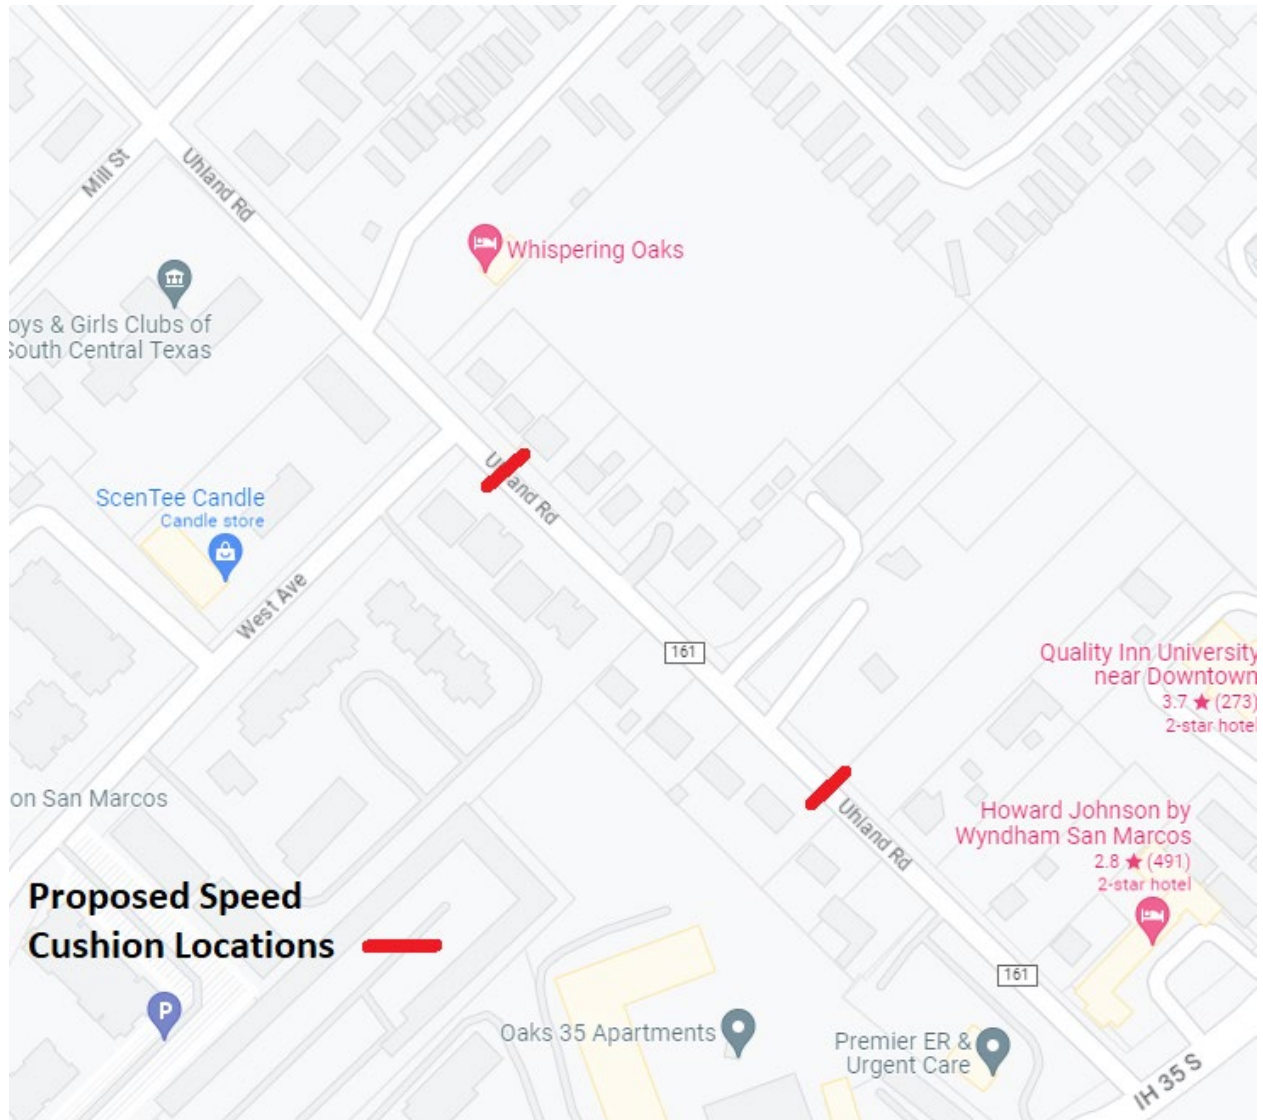 Mill St
Uhland Rd
Whispering Oaks
oys & Girls Clubs of
South Central Texas
ScenTee Candle
Candle store
Uhland Rd
West Ave
161
Quality Inn University
near Downtown
3.7 ★ (273)
2-star hotel
on San Marcos
Howard Johnson by
Wyndham San Marcos
2.8 ★ (491)
2-star hotel
Uhland Rd
Proposed Speed
Cushion Locations
161
P
Oaks 35 Apartments
Premier ER &
Urgent Care
IH 35 S